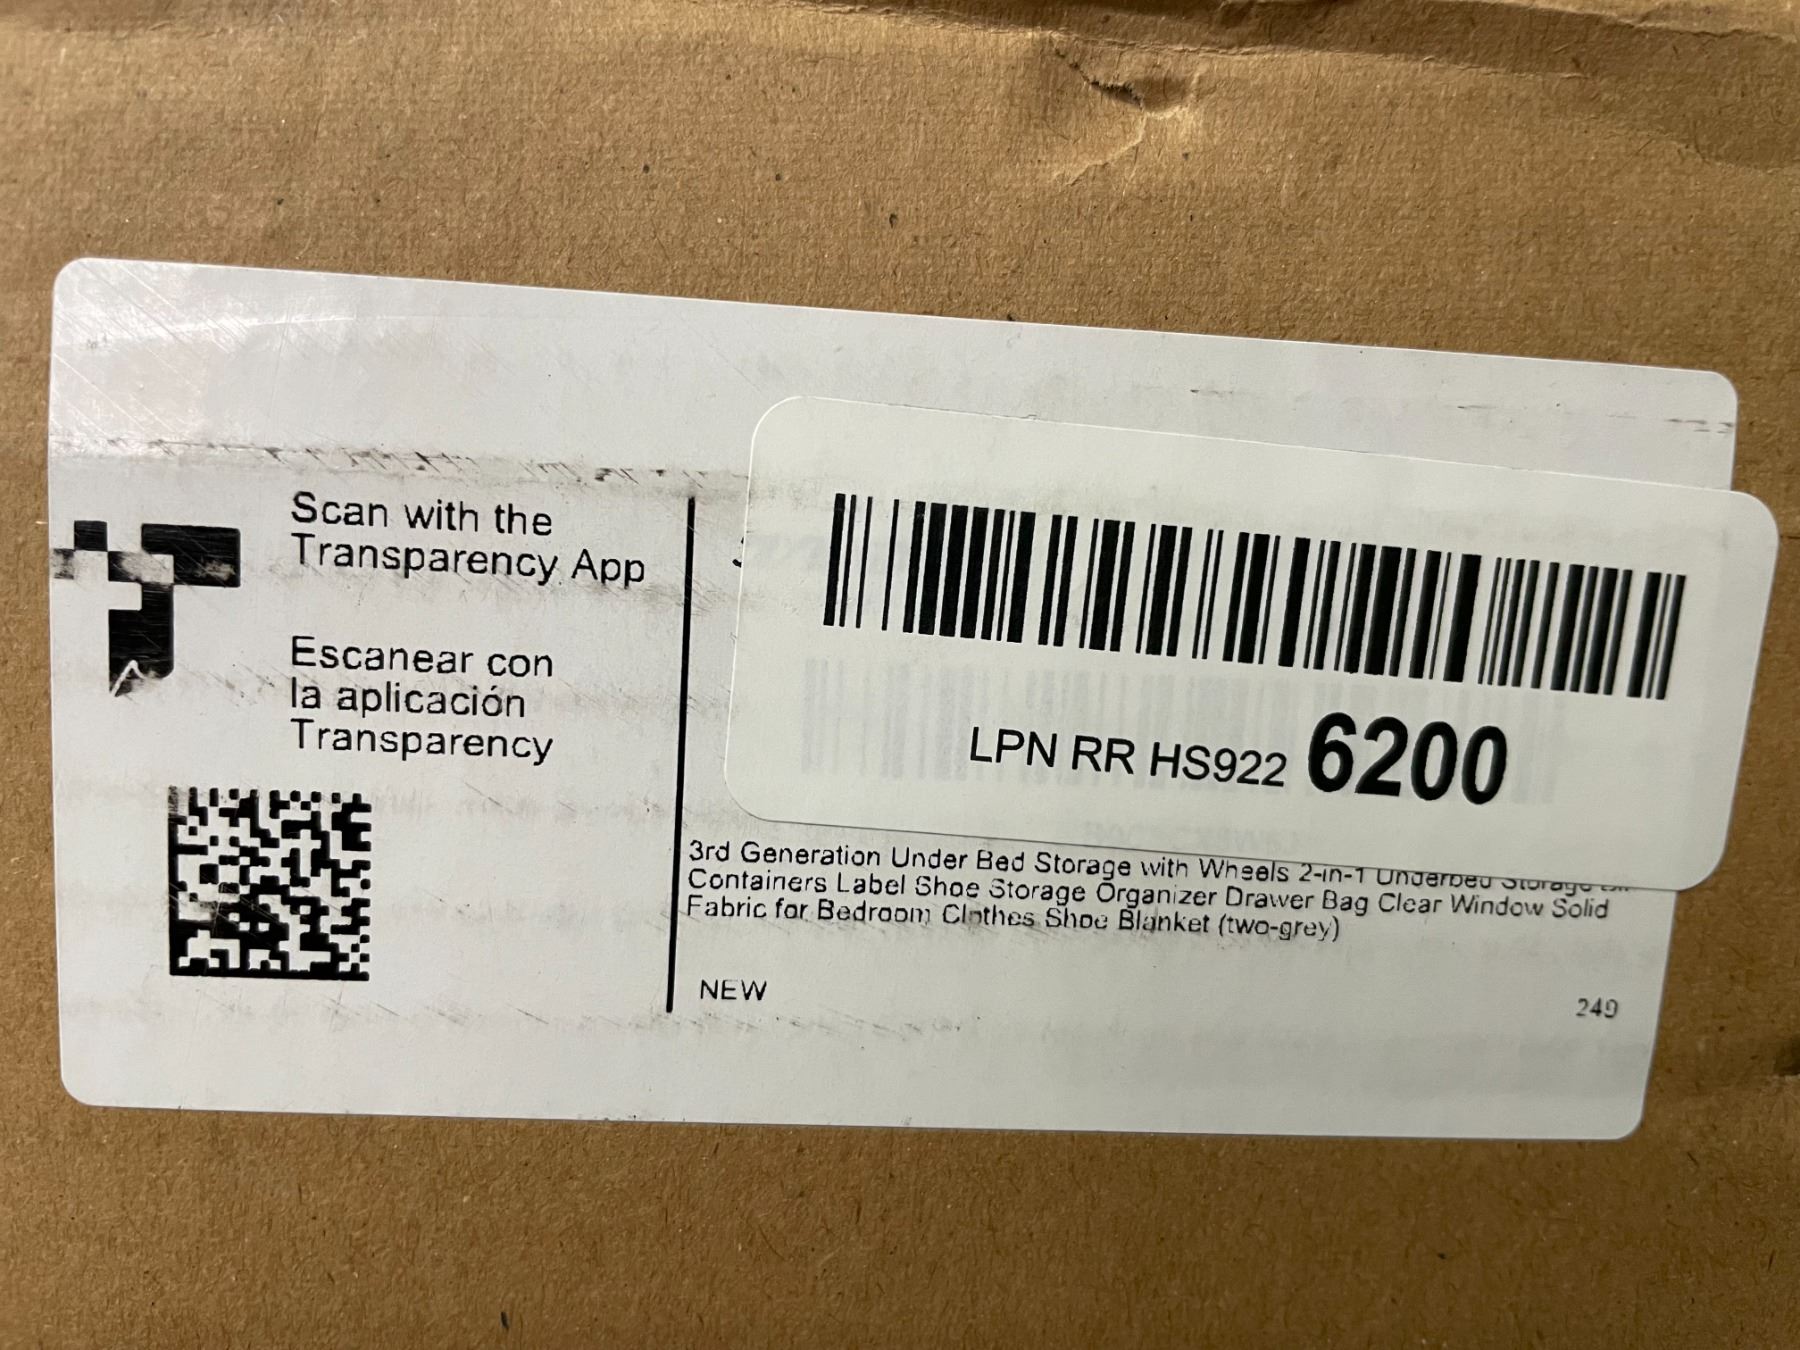 Scan with the
Transparency App
Escanear con
la aplicación
Transparency
LPN RR HS922 6200
3rd Generation Under Bed Storage with Wheels 2-in-1 Underbed Storage
Containers Label Shoe Storage Organizer Drawer Bag Clear Window Solid
Fabric for Bedroom Clothes Shoe Blanket (two-grey)
NEW
249